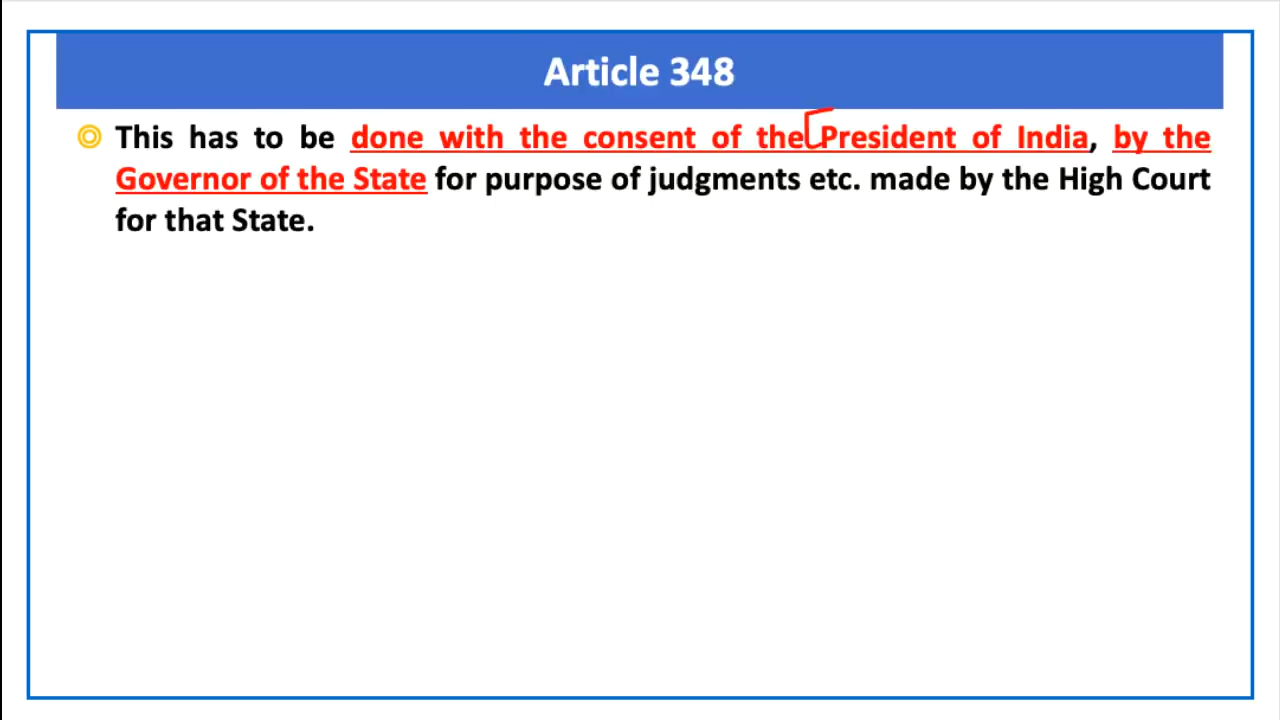 Article 348
This has to be done with the consent of the President of India, by the
Governor of the State for purpose of judgments etc. made by the High Court
for that State.